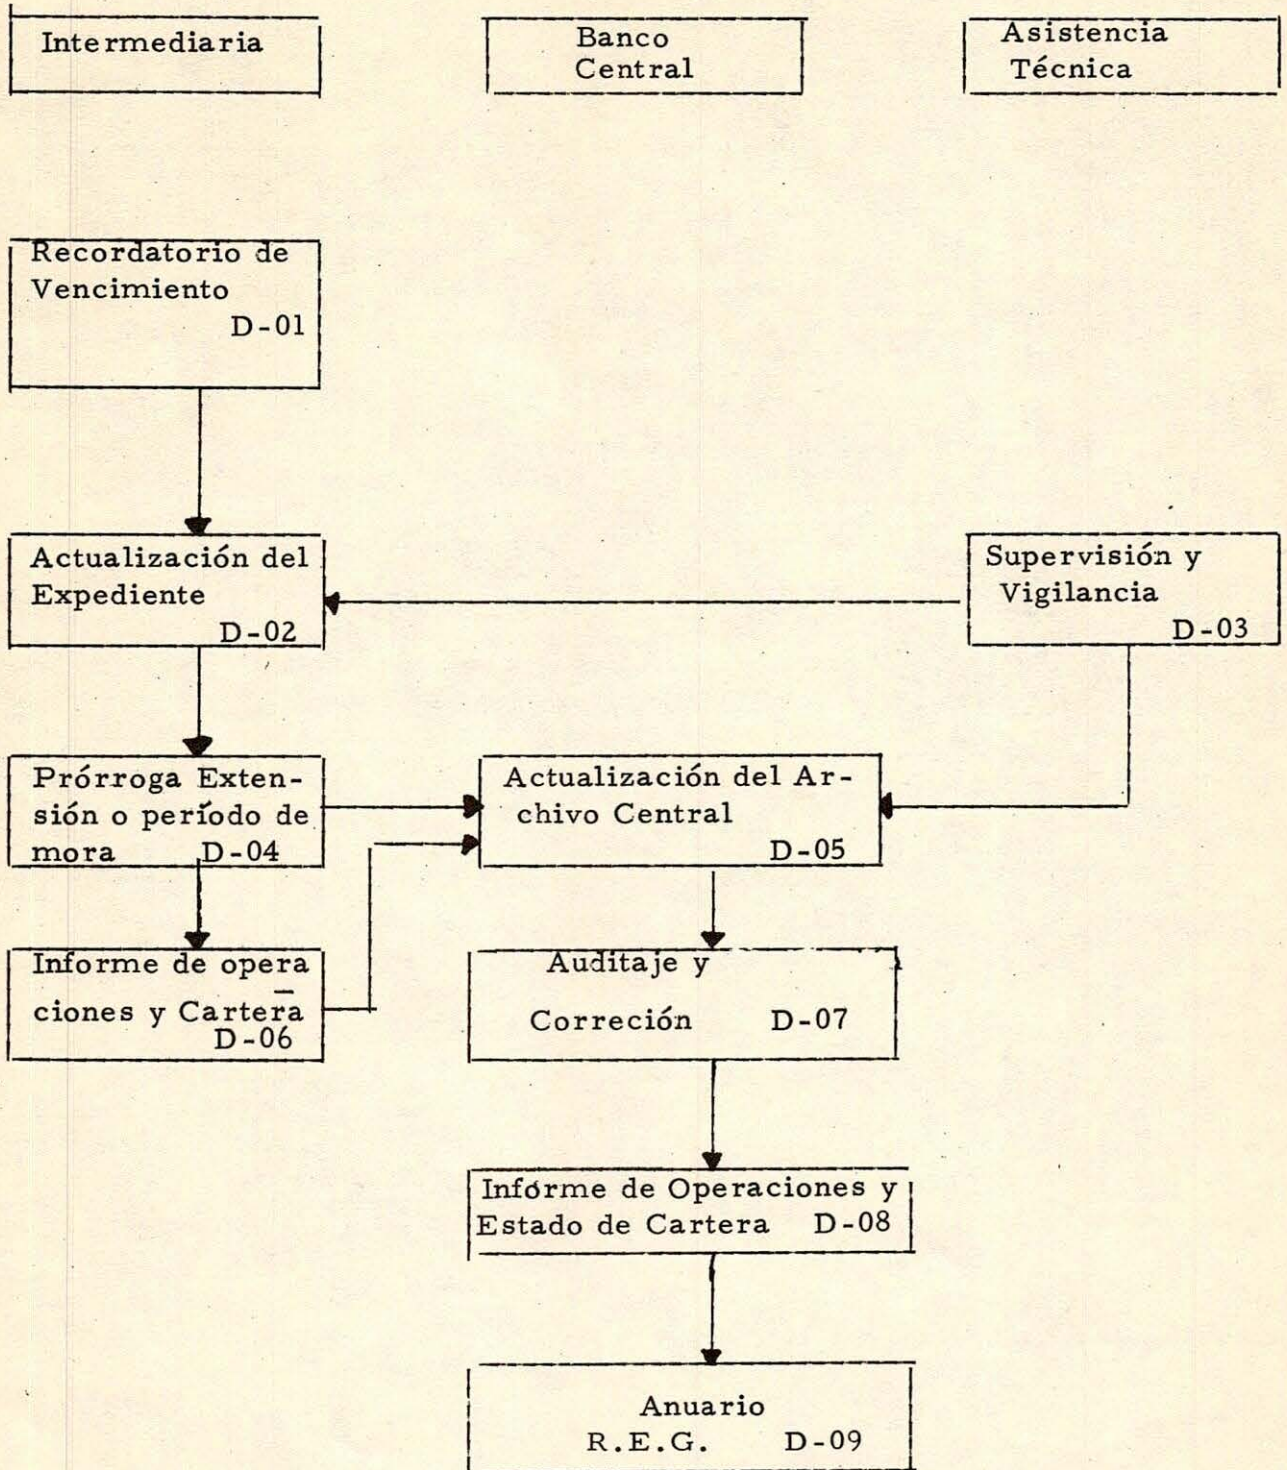 Intermediaria
Banco
Central
Asistencia
Técnica
Recordatorio de
Vencimiento
D-01
Actualización del
Expediente
D-02
Supervisión y
Vigilancia
D-03
Prórroga Exten-
sión o período de
mora D-04
Actualización del Ar-
chivo Central
D-05
Informe de opera
ciones y Cartera
D-06
Auditaje y
Correción D-07
Informe de Operaciones y
Estado de Cartera D-08
Anuario
R.E.G. D-09